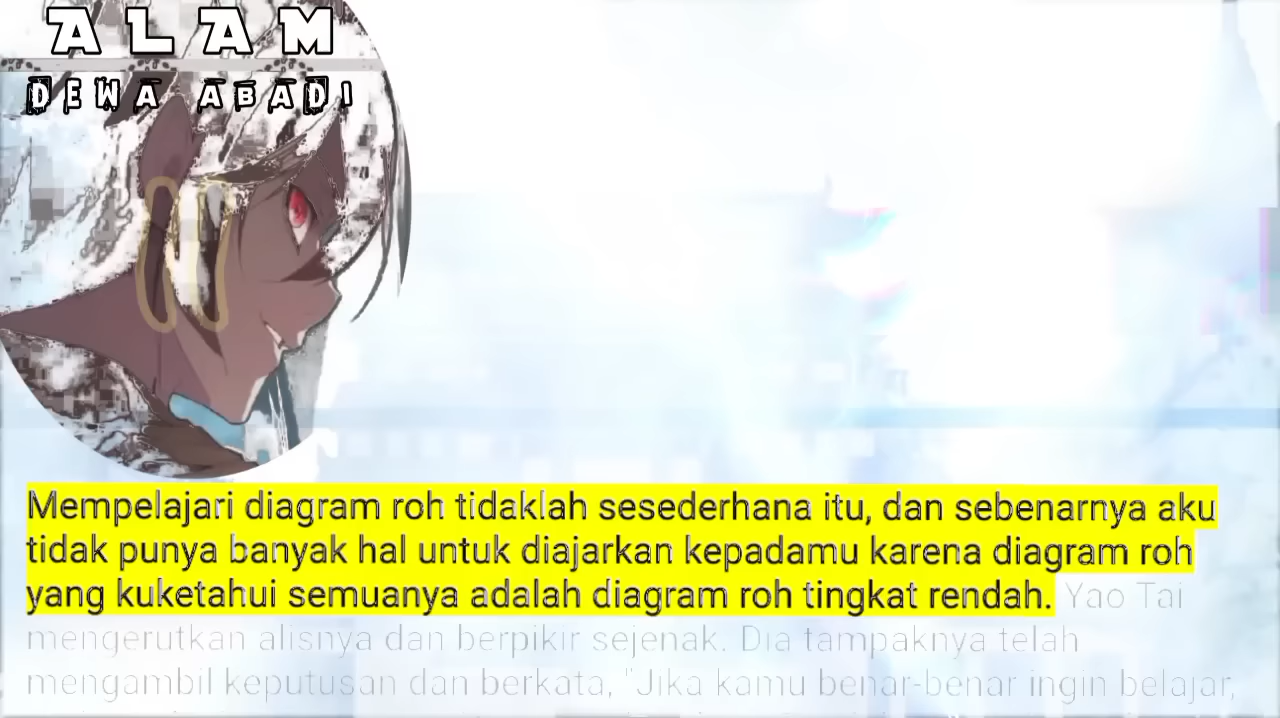 ALAM
DEWA ABADI
Mempelajari diagram roh tidaklah sesederhana itu, dan sebenarnya aku
tidak punya banyak hal untuk diajarkan kepadamu karena diagram roh
yang kuketahui semuanya adalah diagram roh tingkat rendah. Yao Tai
mengerutkan alisnya dan berpikir sejenak. Dia tampaknya telah
mengambil keputusan dan berkata, "Jika kamu benar-benar ingin belajar,